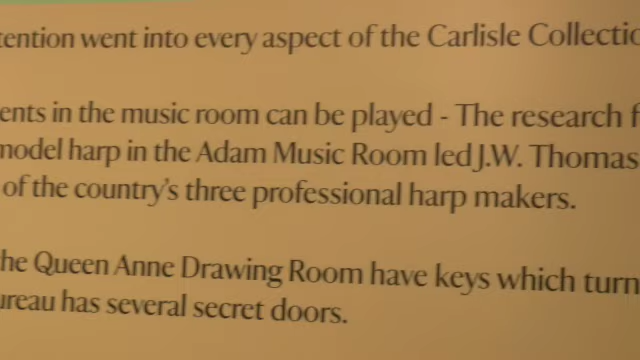 tention went into every aspect of the Carlisle Collectio
ents in the music room can be played - The research f
model harp in the Adam Music Room led J.W. Thomas
of the country's three professional harp makers.
he Queen Anne Drawing Room have keys which turn
ureau has several secret doors.